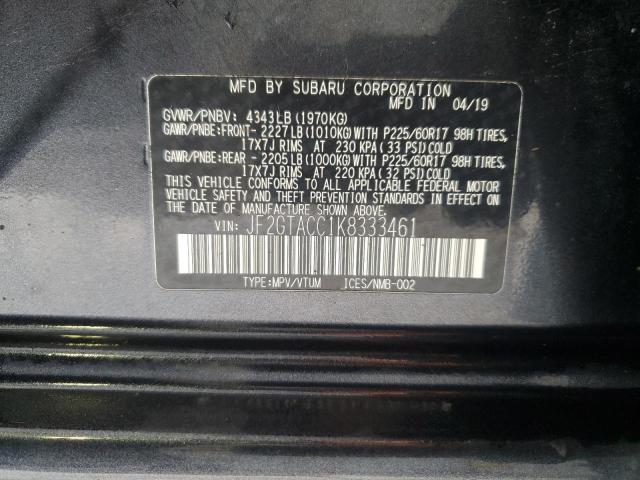 MFD BY SUBARU CORPORATION
MFD IN 04/19
GVWR/PNBV: 4343LB(1970KG)
GAWR/PNBE:FRONT- 2227LB(1010KG)WITH P225/60R17 98H TIRES,
17X7J RIMS AT 230 KPA (33 PSI)COLD
GAWR/PNBE:REAR - 2205LB(1000KG)WITH P225/60R17 98H TIRES,
17X7J RIMS AT 220 KPA (32 PSI)COLD
THIS VEHICLE CONFORMS TO ALL APPLICABLE FEDERAL MOTOR
VEHICLE SAFETY AND THEFT PREVENTION STANDARDS IN EFFECT
ON THE DATE OF MANUFACTURE SHOWN ABOVE.
VIN: JF2GTACC1K8333461
TYPE:MPV/VTUM ICES/NMB-002